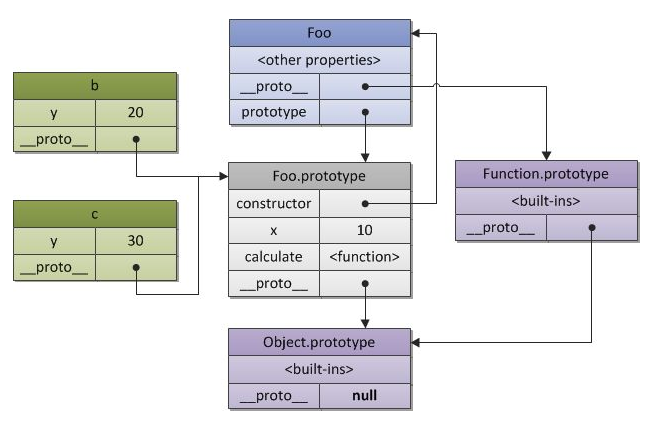 Foo
<other properties>
__proto__
prototype
b
y 20
__proto__
c
y 30
__proto__
Foo.prototype
constructor
x 10
calculate <function>
__proto__
Function.prototype
<built-ins>
__proto__
Object.prototype
<built-ins>
__proto__ null